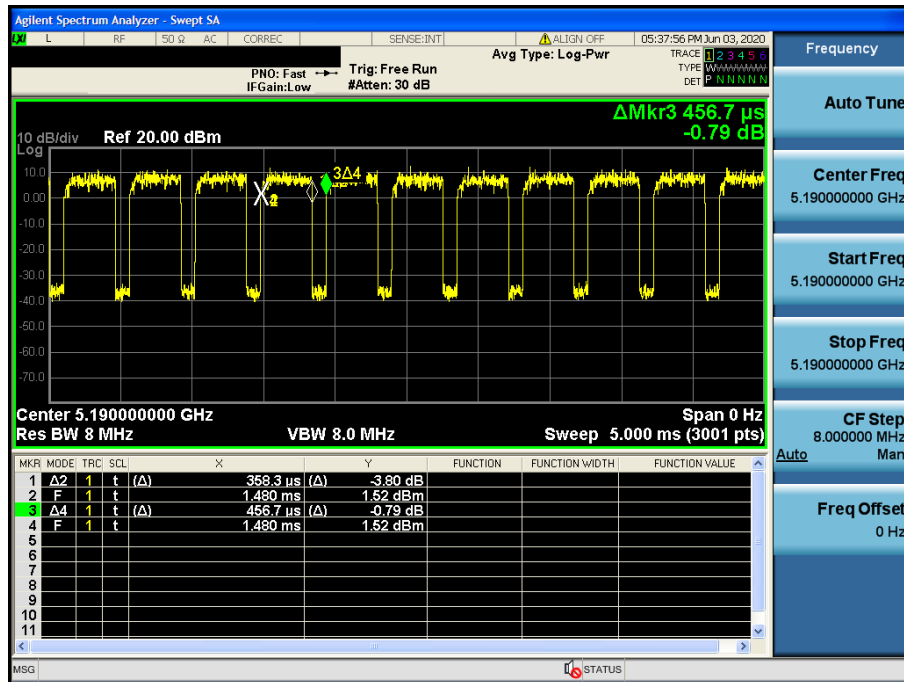 Agilent Spectrum Analyzer - Swept SA
LXI L RF 50 Ω AC CORREC SENSE:INT ALIGN OFF 05:37:56 PM Jun 03, 2020
Frequency
Avg Type: Log-Pwr
TRACE 1 2 3 4 5 6
TYPE WWWWWWW
DET P N N N N N
PNO: Fast
IFGain:Low
Trig: Free Run
#Atten: 30 dB
Auto Tune
ΔMkr3 456.7 µs
-0.79 dB
10 dB/div Ref 20.00 dBm
Log
10.0
0.00
-10.0
-20.0
-30.0
-40.0
-50.0
-60.0
-70.0
3Δ4
Center Freq
5.190000000 GHz
Start Freq
5.190000000 GHz
Stop Freq
5.190000000 GHz
Center 5.190000000 GHz Span 0 Hz
Res BW 8 MHz VBW 8.0 MHz Sweep 5.000 ms (3001 pts)
CF Step
8.000000 MHz
Auto Man
MKR MODE TRC SCL X Y FUNCTION FUNCTION WIDTH FUNCTION VALUE
1 Δ2 1 t (Δ) 358.3 µs (Δ) -3.80 dB
2 F 1 t 1.480 ms 1.52 dBm
3 Δ4 1 t (Δ) 456.7 µs (Δ) -0.79 dB
4 F 1 t 1.480 ms 1.52 dBm
5
6
7
8
9
10
11
Freq Offset
0 Hz
MSG STATUS